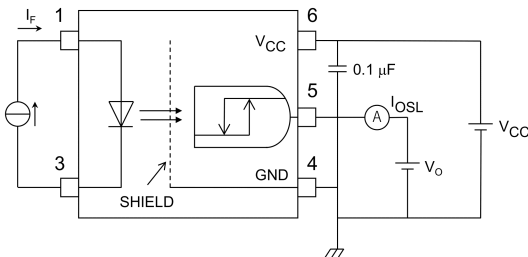 I_F
1
6
V_CC
0.1 μF
5
I_OSL
A
V_CC
3
4
GND
V_O
SHIELD